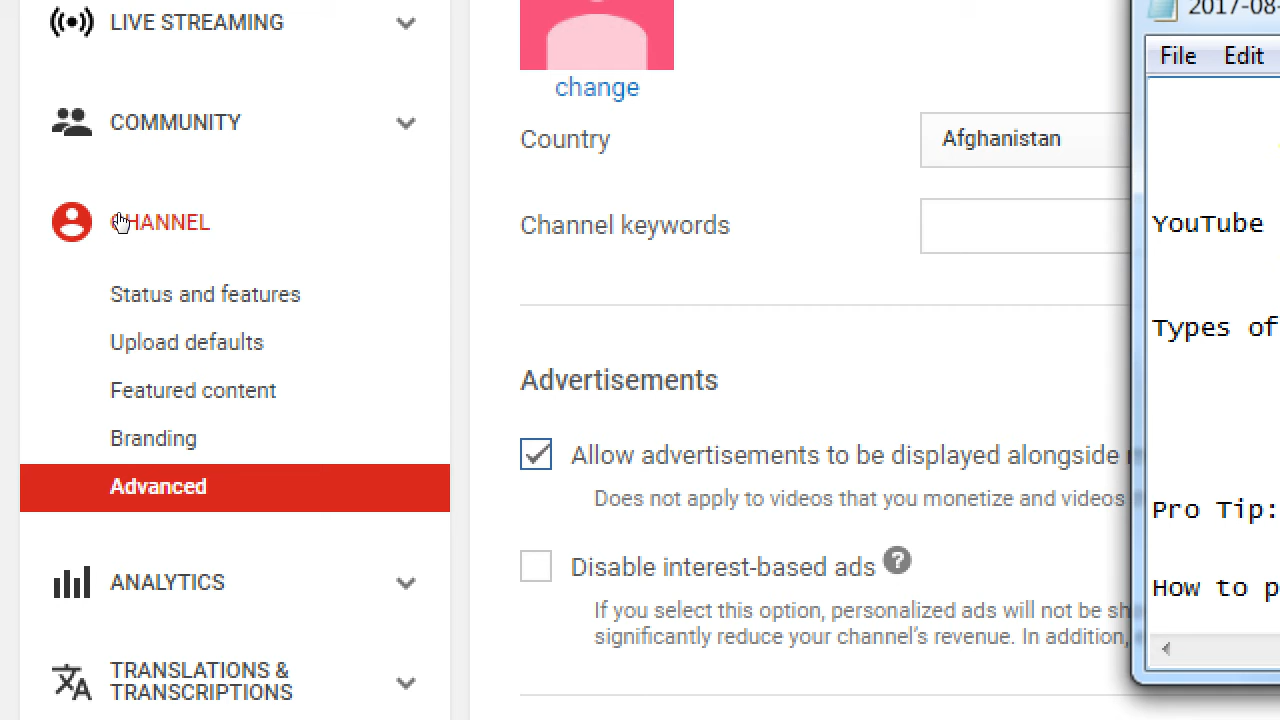 LIVE STREAMING
COMMUNITY
CHANNEL
Status and features
Upload defaults
Featured content
Branding
Advanced
ANALYTICS
TRANSLATIONS &
TRANSCRIPTIONS
change
Country
Afghanistan
Channel keywords
Advertisements
Allow advertisements to be displayed alongside
Does not apply to videos that you monetize and videos
Disable interest-based ads ?
If you select this option, personalized ads will not be sh
significantly reduce your channel's revenue. In addition,
2017-08-
File Edit
YouTube
Types of
Pro Tip:
How to p